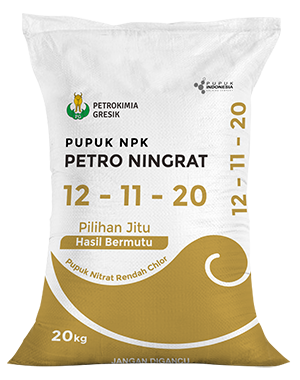 PETROKIMIA
GRESIK
PUPUK
INDONESIA
PUPUK NPK
PETRO NINGRAT
12 - 11 - 20
12 - 11 - 20
Pilihan Jitu
Hasil Bermutu
Pupuk Nitrat Rendah Chlor
20kg
JANGAN DIGANCU